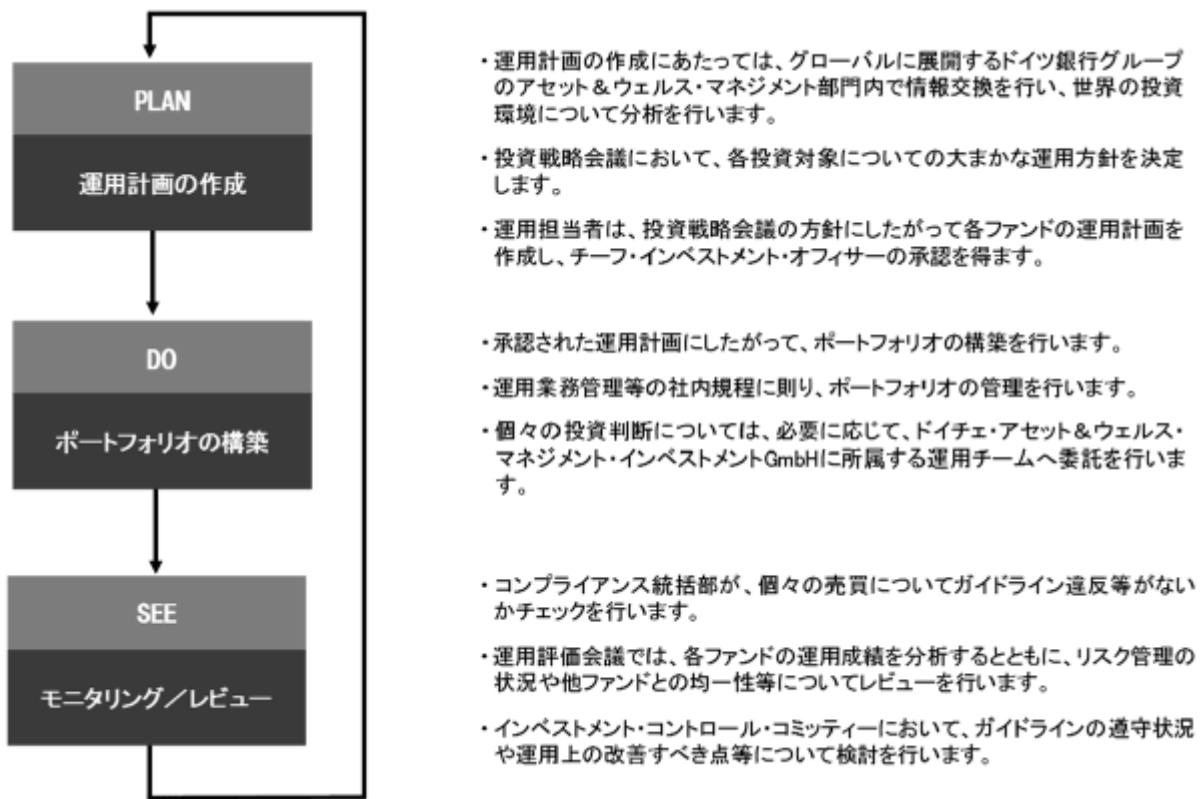 PLAN
運用計画の作成
・運用計画の作成にあたっては、グローバルに展開するドイツ銀行グループ
のアセット＆ウェルス・マネジメント部門内で情報交換を行い、世界の投資
環境について分析を行います。
・投資戦略会議において、各投資対象についての大まかな運用方針を決定
します。
・運用担当者は、投資戦略会議の方針にしたがって各ファンドの運用計画を
作成し、チーフ・インベストメント・オフィサーの承認を得ます。
DO
ポートフォリオの構築
・承認された運用計画にしたがって、ポートフォリオの構築を行います。
・運用業務管理等の社内規程に則り、ポートフォリオの管理を行います。
・個々の投資判断については、必要に応じて、ドイチェ・アセット＆ウェルス・
マネジメント・インベストメントGmbHに所属する運用チームへ委託を行いま
す。
SEE
モニタリング／レビュー
・コンプライアンス統括部が、個々の売買についてガイドライン違反等がない
かチェックを行います。
・運用評価会議では、各ファンドの運用成績を分析するとともに、リスク管理の
状況や他ファンドとの均一性等についてレビューを行います。
・インベストメント・コントロール・コミッティーにおいて、ガイドラインの遵守状況
や運用上の改善すべき点等について検討を行います。